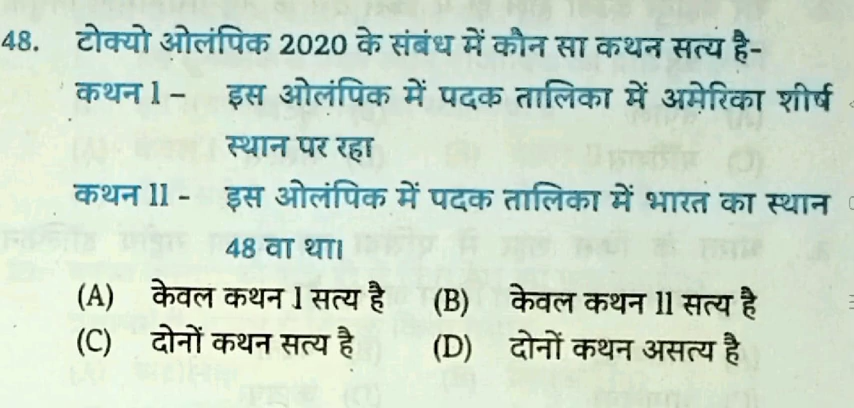 48. टोक्यो ओलंपिक 2020 के संबंध में कौन सा कथन सत्य है-
कथन I - इस ओलंपिक में पदक तालिका में अमेरिका शीर्ष
स्थान पर रहा
कथन II - इस ओलंपिक में पदक तालिका में भारत का स्थान
48 वा था।
(A) केवल कथन I सत्य है (B) केवल कथन II सत्य है
(C) दोनों कथन सत्य है (D) दोनों कथन असत्य है